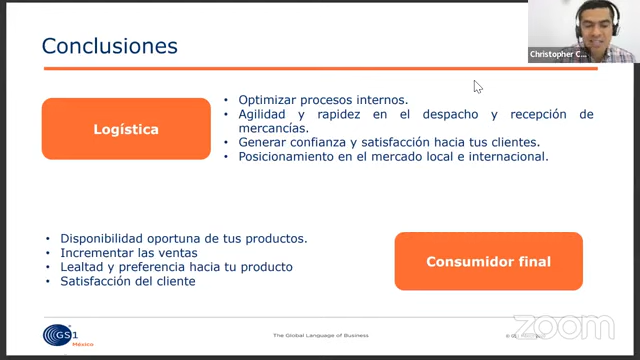 Conclusiones
Christopher C...
Logística
• Optimizar procesos internos.
• Agilidad y rapidez en el despacho y recepción de
mercancías.
• Generar confianza y satisfacción hacia tus clientes.
• Posicionamiento en el mercado local e internacional.
• Disponibilidad oportuna de tus productos.
• Incrementar las ventas
• Lealtad y preferencia hacia tu producto
• Satisfacción del cliente
Consumidor final
GS1
México
The Global Language of Business
© GS1
zoom